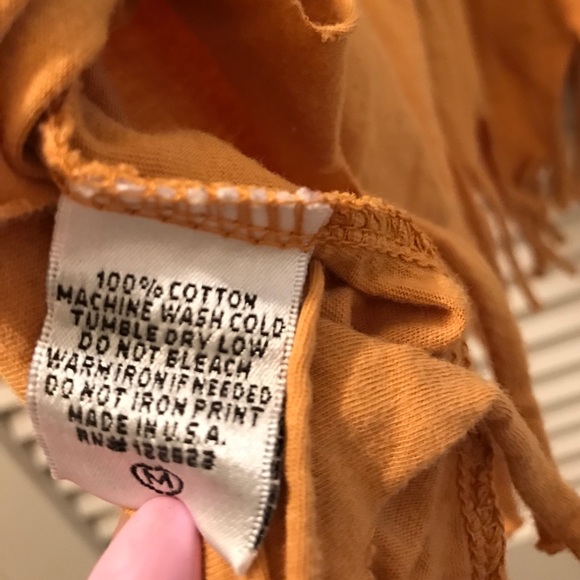 100% COTTON
MACHINE WASH COLD
TUMBLE DRY LOW
DO NOT BLEACH
WARM IRON IF NEEDED
DO NOT IRON PRINT
MADE IN U.S.A.
RN#
M